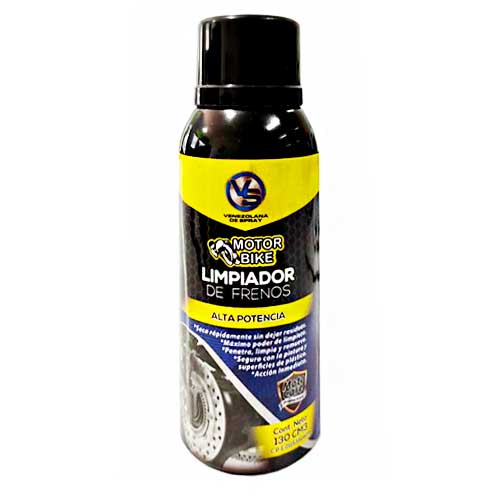 VS
VENEZOLANA
DE SPRAY
MOTOR
BIKE
LIMPIADOR
DE FRENOS
ALTA POTENCIA
*Seca rápidamente sin dejar residuos.
*Máximo poder de limpieza.
*Penetra, limpia y remueve.
*Seguro con la pintura y
superficies de plástico.
*Acción inmediata.
Cont. Neto
130 CM3